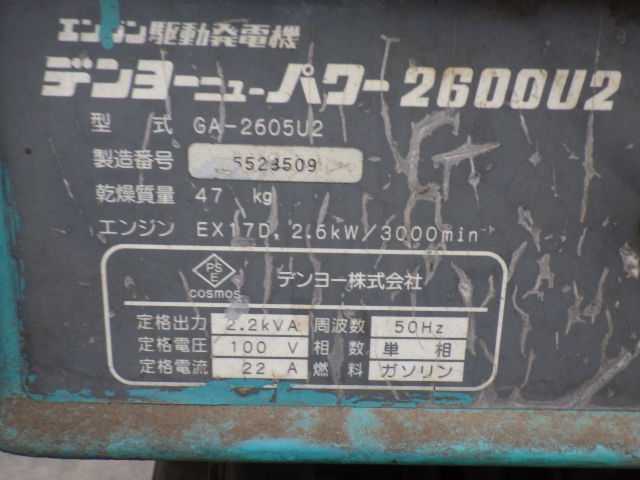 エンジン駆動発電機
デンヨーニューパワー2600U2
型 式 GA-2605U2
製造番号 5523509
乾燥質量 47 kg
エンジン EX17D, 2.6kW/3000min⁻¹
PS
E
cosmos
デンヨー株式会社
定格出力 2.2kVA 周波数 50Hz
定格電圧 100 V 相 数 単 相
定格電流 22 A 燃 料 ガソリン